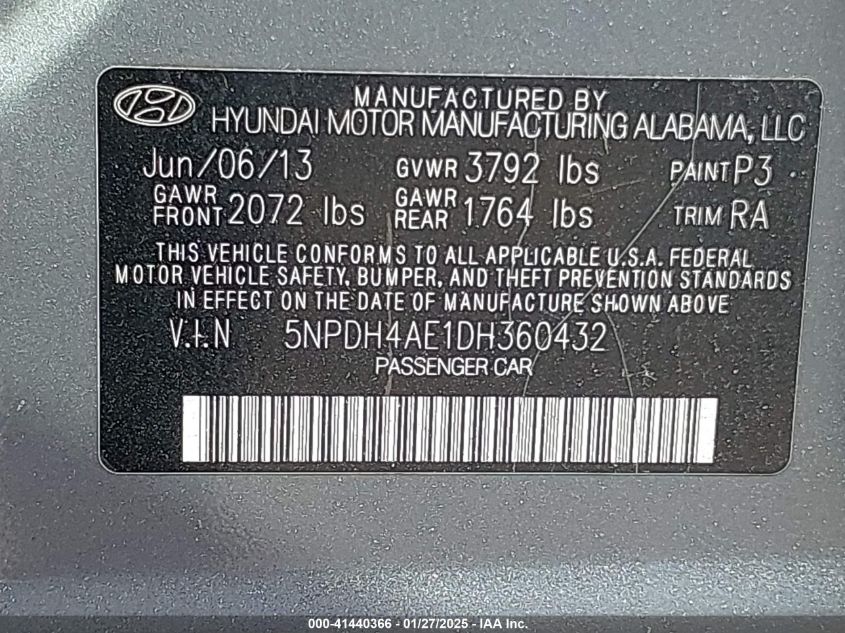 MANUFACTURED BY
HYUNDAI MOTOR MANUFACTURING ALABAMA, LLC
Jun/06/13 GVWR 3792 lbs PAINT P3
GAWR FRONT 2072 lbs GAWR REAR 1764 lbs TRIM RA
THIS VEHICLE CONFORMS TO ALL APPLICABLE U.S.A. FEDERAL
MOTOR VEHICLE SAFETY, BUMPER, AND THEFT PREVENTION STANDARDS
IN EFFECT ON THE DATE OF MANUFACTURE SHOWN ABOVE
V.I.N 5NPDH4AE1DH360432
PASSENGER CAR
000-41440366 - 01/27/2025 - IAA Inc.